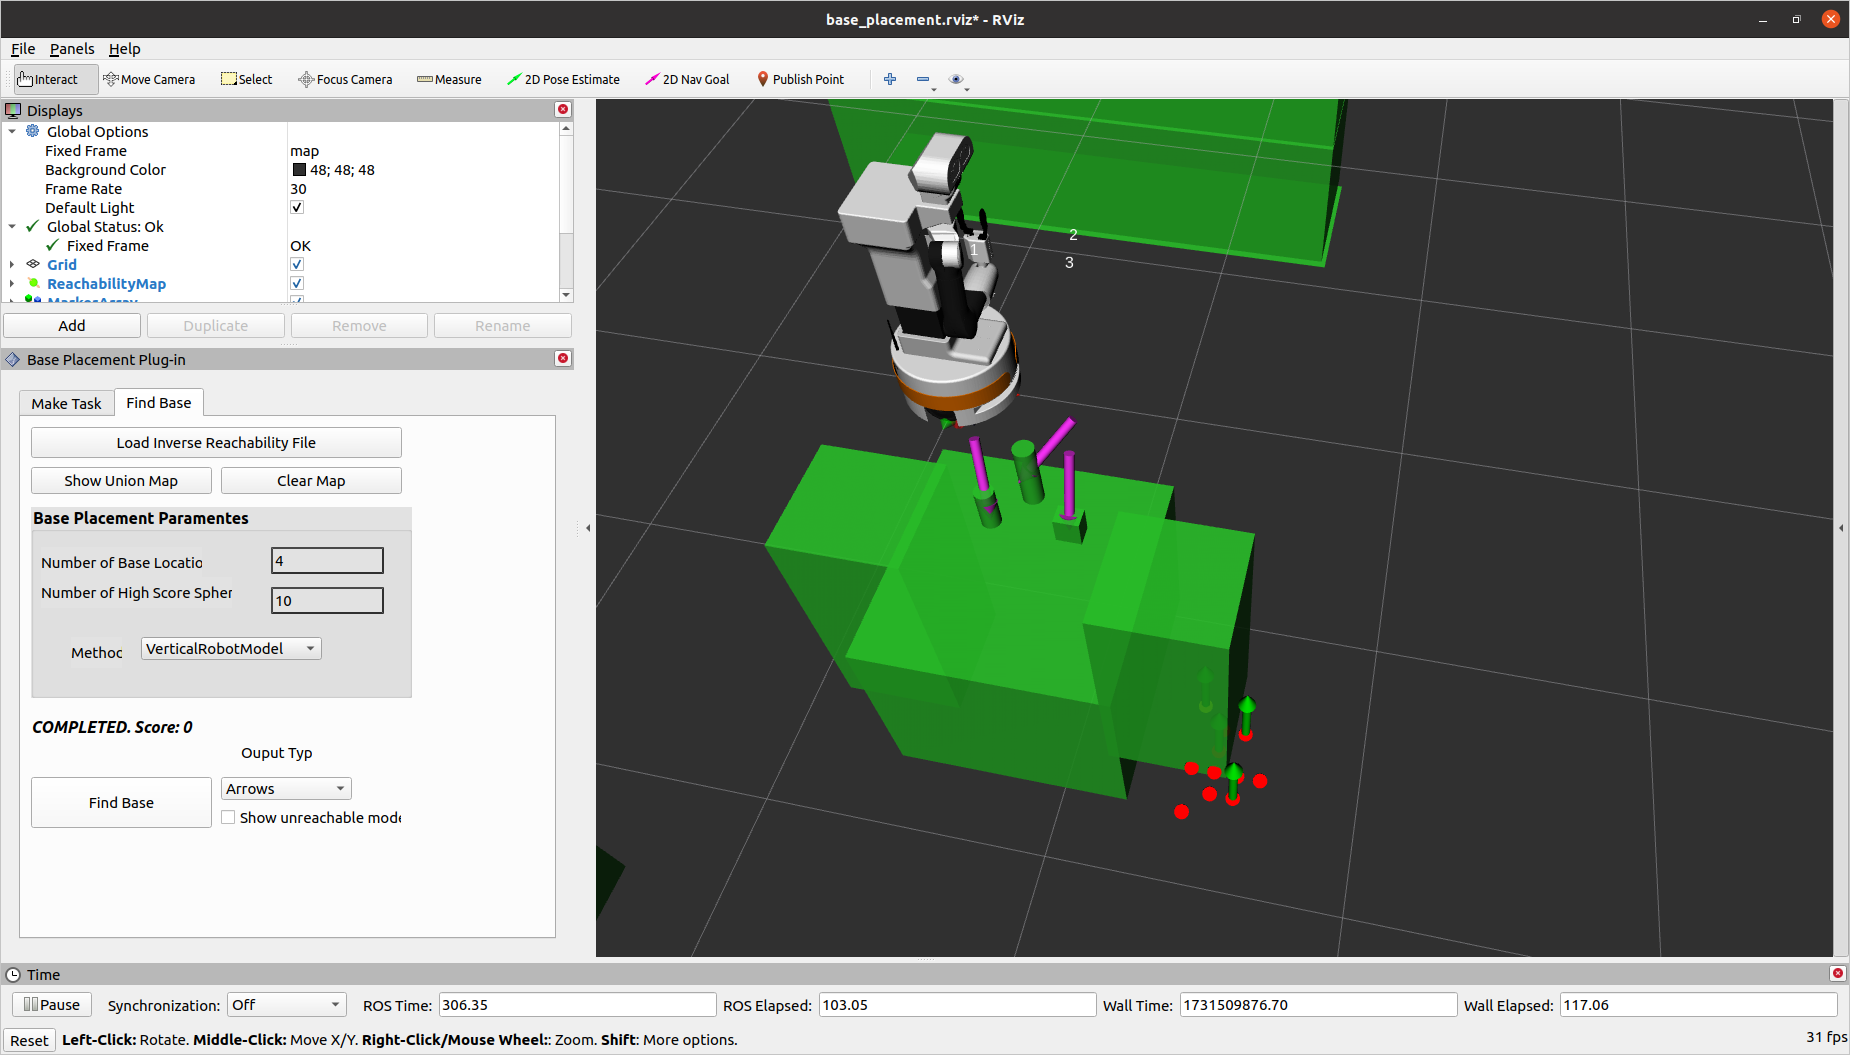 base_placement.rviz* - RViz
File Panels Help
Interact Move Camera Select Focus Camera Measure 2D Pose Estimate 2D Nav Goal Publish Point
Displays
Global Options
Fixed Frame map
Background Color 48; 48; 48
Frame Rate 30
Default Light
Global Status: Ok
Fixed Frame OK
Grid
ReachabilityMap
MarkerArray
Add Duplicate Remove Rename
Base Placement Plug-in
Make Task Find Base
Load Inverse Reachability File
Show Union Map Clear Map
Base Placement Paramentes
Number of Base Locatio 4
Number of High Score Spher 10
Methoc VerticalRobotModel
COMPLETED. Score: 0
Ouput Typ
Find Base Arrows
Show unreachable mode
1
2
3
Time
Pause Synchronization: Off ROS Time: 306.35 ROS Elapsed: 103.05 Wall Time: 1731509876.70 Wall Elapsed: 117.06
Reset Left-Click: Rotate. Middle-Click: Move X/Y. Right-Click/Mouse Wheel:: Zoom. Shift: More options. 31 fps